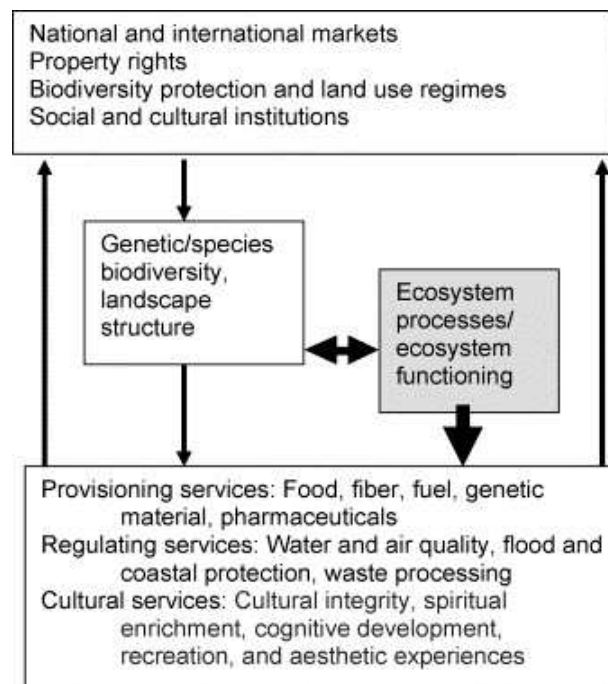 National and international markets
Property rights
Biodiversity protection and land use regimes
Social and cultural institutions
Genetic/species
biodiversity,
landscape
structure
Ecosystem
processes/
ecosystem
functioning
Provisioning services: Food, fiber, fuel, genetic
material, pharmaceuticals
Regulating services: Water and air quality, flood and
coastal protection, waste processing
Cultural services: Cultural integrity, spiritual
enrichment, cognitive development,
recreation, and aesthetic experiences